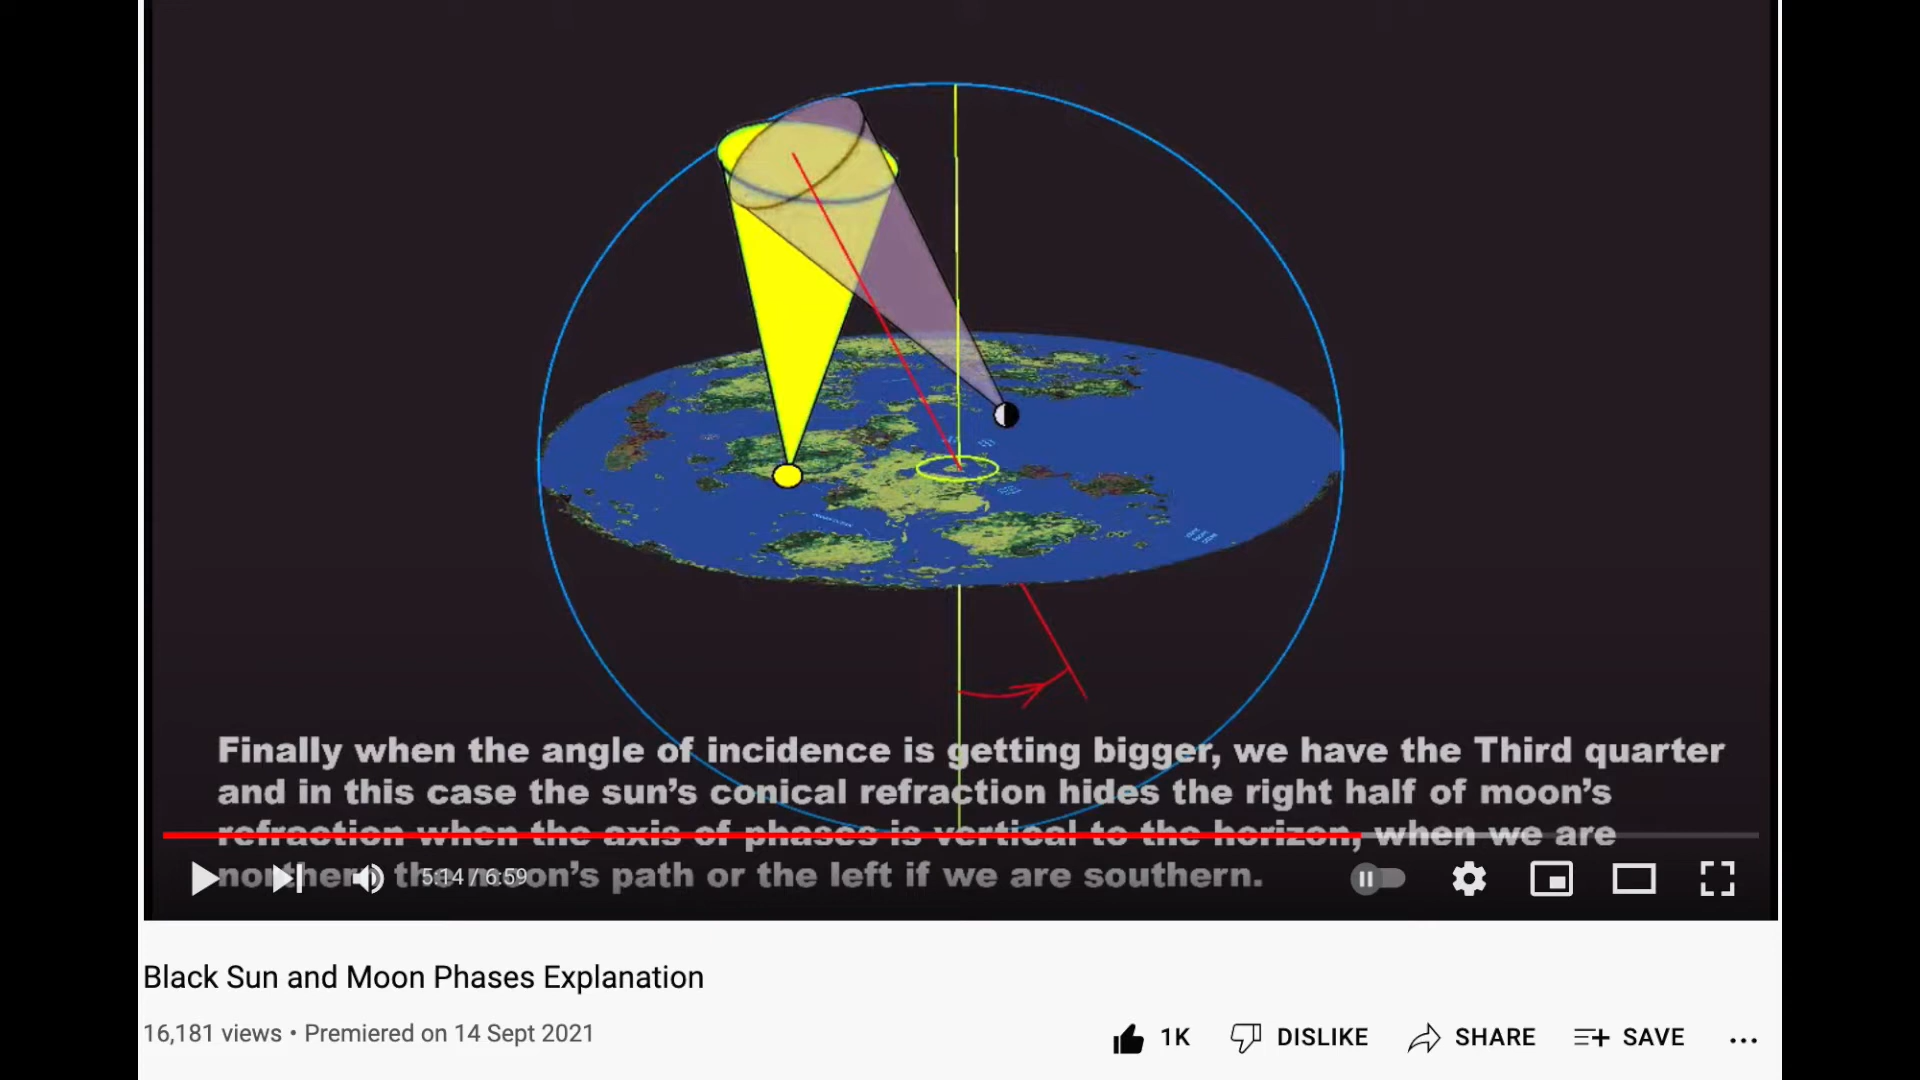 Finally when the angle of incidence is getting bigger, we have the Third quarter
and in this case the sun's conical refraction hides the right half of moon's
refraction when the axis of phases is vertical to the horizon, when we are
northern the moon's path or the left if we are southern.
5:14 / 6:59
Black Sun and Moon Phases Explanation
16,181 views • Premiered on 14 Sept 2021
1K DISLIKE SHARE SAVE